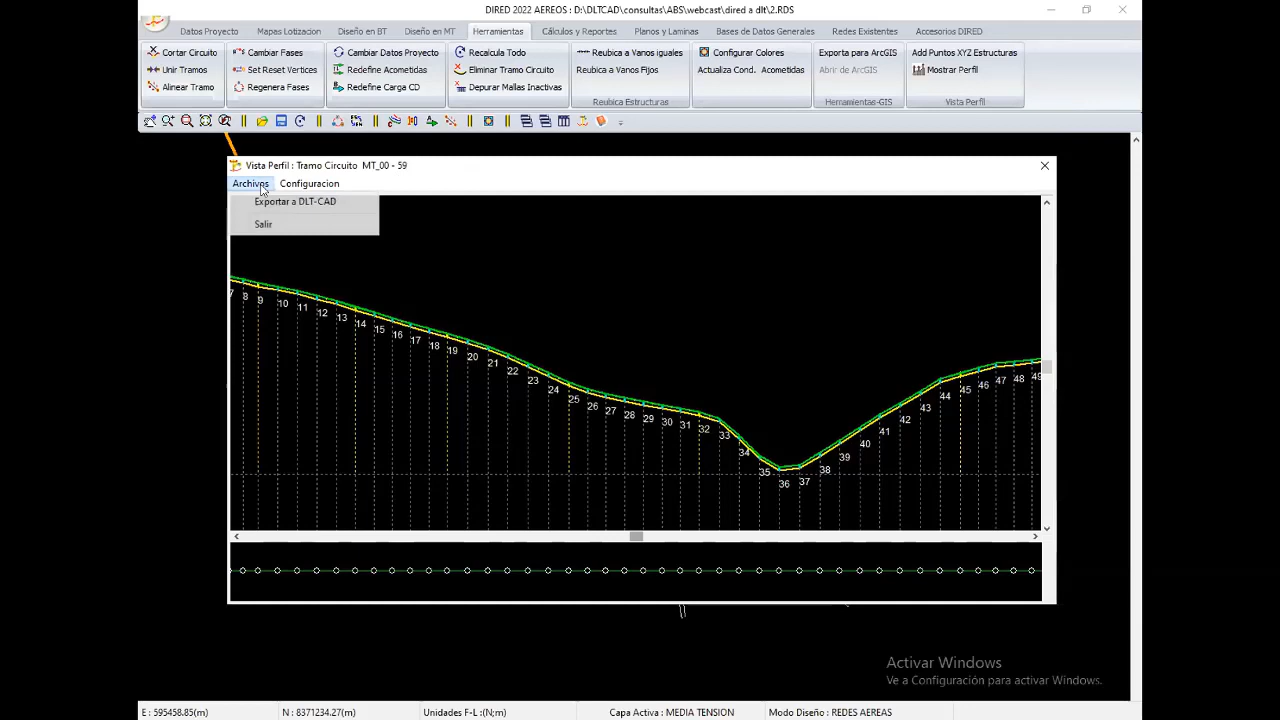 DIRED 2022 AEREOS : D:\DLTCAD\consultas\ABS\webcast\dired a dlt\2.RDS
Datos Proyecto Mapas Lotizacion Diseño en BT Diseño en MT Herramientas Cálculos y Reportes Planos y Laminas Bases de Datos Generales Redes Existentes Accesorios DIRED
Cortar Circuito Cambiar Fases Cambiar Datos Proyecto Recalcula Todo Reubica a Vanos iguales Configurar Colores Exporta para ArcGIS Add Puntos XYZ Estructuras
Unir Tramos Set Reset Vertices Redefine Acometidas Eliminar Tramo Circuito Reubica a Vanos Fijos Actualiza Cond. Acometidas Abrir de ArcGIS Mostrar Perfil
Alinear Tramo Regenera Fases Redefine Carga CD Depurar Mallas Inactivas
Reubica Estructuras Herramientas-GIS Vista Perfil
Vista Perfil : Tramo Circuito MT_00 - 59
Archivos Configuracion
Exportar a DLT-CAD
Salir
7 8 9 10 11 12 13 14 15 16 17 18 19 20 21 22 23 24 25 26 27 28 29 30 31 32 33 34 35 36 37 38 39 40 41 42 43 44 45 46 47 48 49
Activar Windows
Ve a Configuración para activar Windows.
E : 595458.85(m) N : 8371234.27(m) Unidades F-L :(N;m) Capa Activa : MEDIA TENSION Modo Diseño : REDES AEREAS